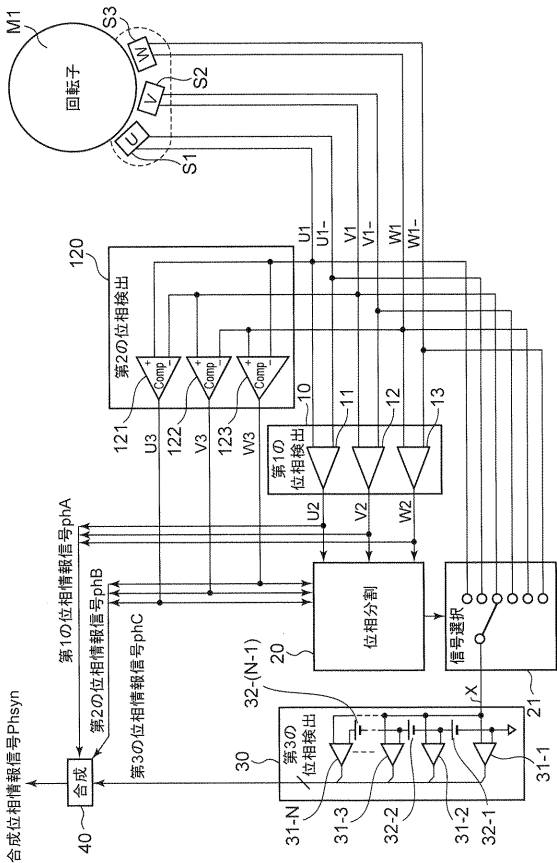 M1
回転子
S3
W
S2
V
S1
U
120
第2の位相検出
+
−
Comp
+
−
Comp
+
−
Comp
121
122
123
U3
V3
W3
U1
U1−
V1
V1−
W1
W1−
10
第1の
位相検出
11
12
13
U2
V2
W2
第1の位相情報信号phA
第2の位相情報信号phB
第3の位相情報信号phC
合成位相情報信号Phsyn
合成
40
20
位相分割
信号選択
21
X
30
第3の
位相検出
32-(N-1)
31-N
31-3
32-2
31-2
32-1
31-1